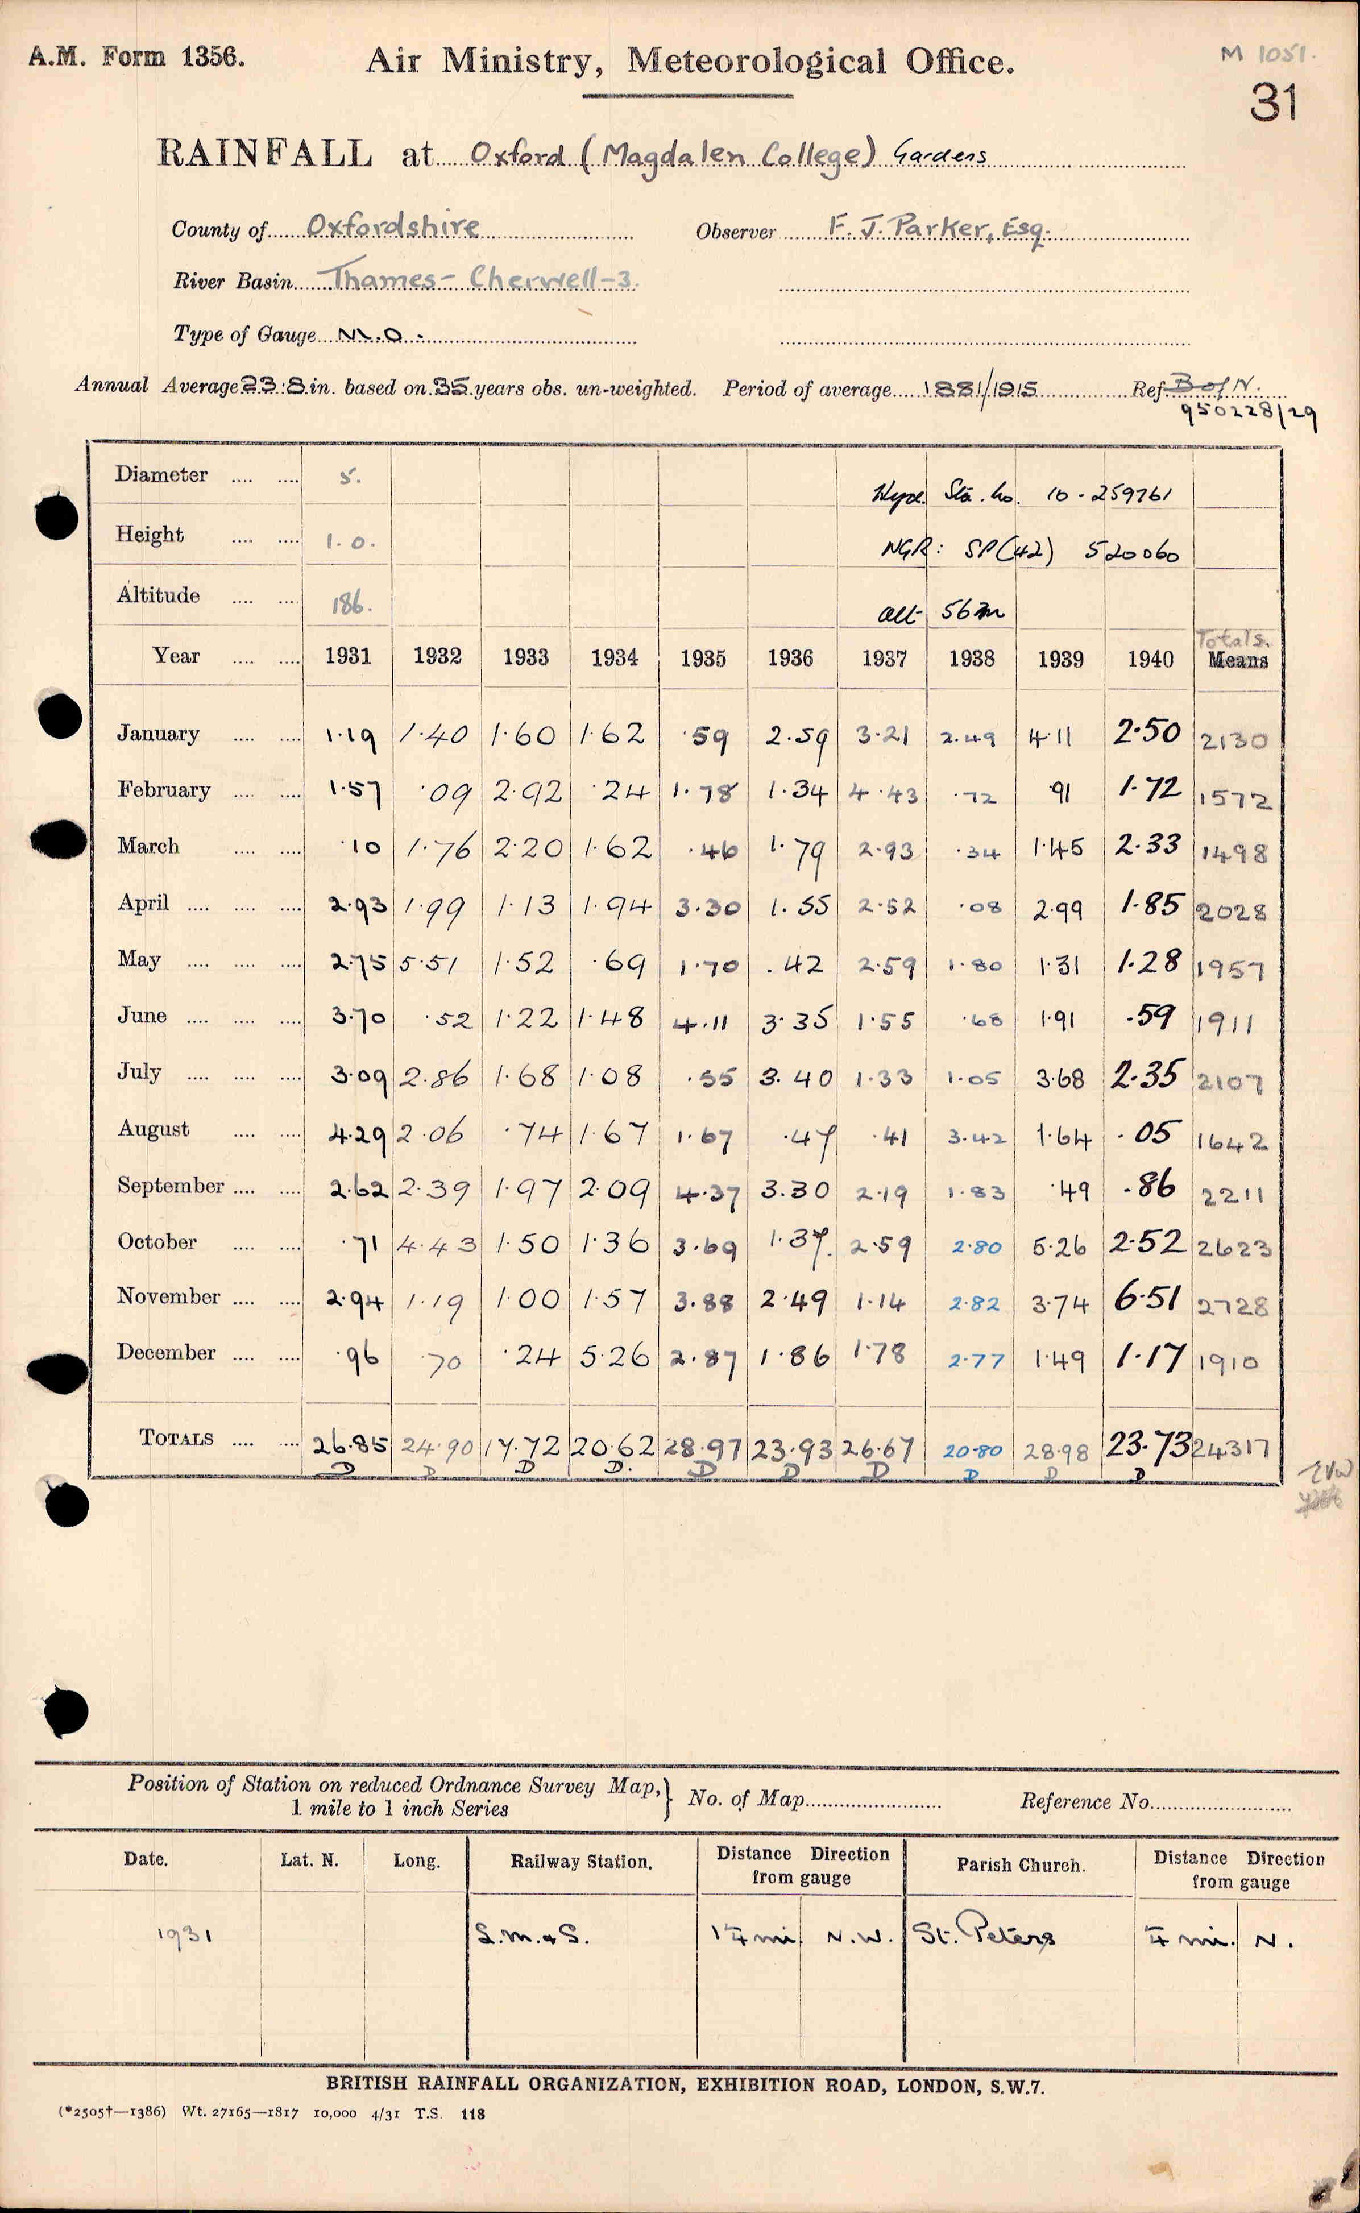 A.M. Form 1356. Air Ministry, Meteorological Office. M 1051.
31
RAINFALL at Oxford (Magdalen College) Gardens
County of Oxfordshire Observer F. J. Parker, Esq.
River Basin Thames - Cherwell - 3.
Type of Gauge M.O.
Annual Average 23.8 in. based on 35 years obs. un-weighted. Period of average 1881/1915 Ref. B of N.
950228/29
Diameter .... .... 5. Hyd. Sta. No. 10 - 259761
Height .... .... 1.0. NGR: SP(42) 520060
Altitude .... .... 186. alt 56m
Totals.
Year .... .... 1931 1932 1933 1934 1935 1936 1937 1938 1939 1940 Means
January .... .... 1.19 1.40 1.60 1.62 .59 2.59 3.21 2.49 4.11 2.50 2130
February .... .... 1.57 .09 2.92 .24 1.78 1.34 4.43 .72 .91 1.72 1572
March .... .... .10 1.76 2.20 1.62 .46 1.79 2.93 .34 1.45 2.33 1498
April .... .... .... 2.93 1.99 1.13 1.94 3.30 1.55 2.52 .08 2.99 1.85 2028
May .... .... .... 2.75 5.51 1.52 .69 1.70 .42 2.59 1.80 1.31 1.28 1957
June .... .... .... 3.70 .52 1.22 1.48 4.11 3.35 1.55 .68 1.91 .59 1911
July .... .... .... 3.09 2.86 1.68 1.08 .55 3.40 1.33 1.05 3.68 2.35 2107
August .... .... 4.29 2.06 .74 1.67 1.67 .47 .41 3.42 1.64 .05 1642
September .... .... 2.62 2.39 1.97 2.09 4.37 3.30 2.19 1.83 .49 .86 2211
October .... .... .71 4.43 1.50 1.36 3.69 1.37 2.59 2.80 5.26 2.52 2623
November .... .... 2.94 1.19 1.00 1.57 3.88 2.49 1.14 2.82 3.74 6.51 2728
December .... .... .96 .70 .24 5.26 2.87 1.86 1.78 2.77 1.49 1.17 1910
TOTALS .... .... 26.85 24.90 17.72 20.62 28.97 23.93 26.67 20.80 28.98 23.73 24317
D D D D. D. D D D D D
Position of Station on reduced Ordnance Survey Map,} No. of Map Reference No.
1 mile to 1 inch Series
Date. Lat. N. Long. Railway Station. Distance Direction from gauge Parish Church. Distance Direction from gauge
1931 L.M.&S. 1¼ mi N.W. St. Peters ¼ mi. N.
BRITISH RAINFALL ORGANIZATION, EXHIBITION ROAD, LONDON, S.W.7.
(*2505†—1386) Wt. 27165—1817 10,000 4/31 T.S. 118